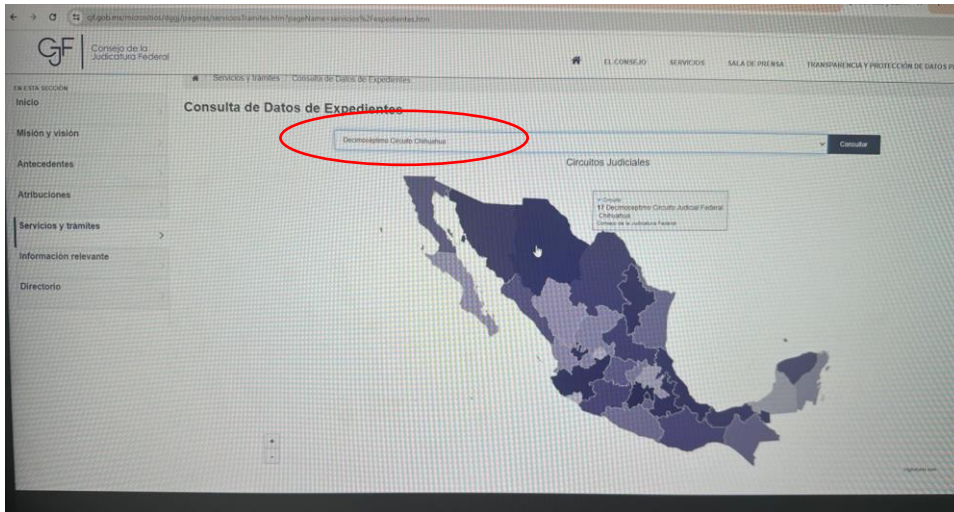 cjf.gob.mx/micrositios/dggj/paginas/serviciosTramites.htm?pageName=servicios%2Fexpedientes.htm
CJF
Consejo de la
Judicatura Federal
EL CONSEJO SERVICIOS SALA DE PRENSA TRANSPARENCIA Y PROTECCIÓN DE DATOS P
Servicios y trámites Consulta de Datos de Expedientes
EN ESTA SECCIÓN
Inicio
Misión y visión
Antecedentes
Atribuciones
Servicios y trámites
Información relevante
Directorio
Consulta de Datos de Expedientes
Decimoséptimo Circuito Chihuahua
Consultar
Circuitos Judiciales
Circuito
17 Decimoséptimo Circuito Judicial Federal
Chihuahua
Consejo de la Judicatura Federal
+
-